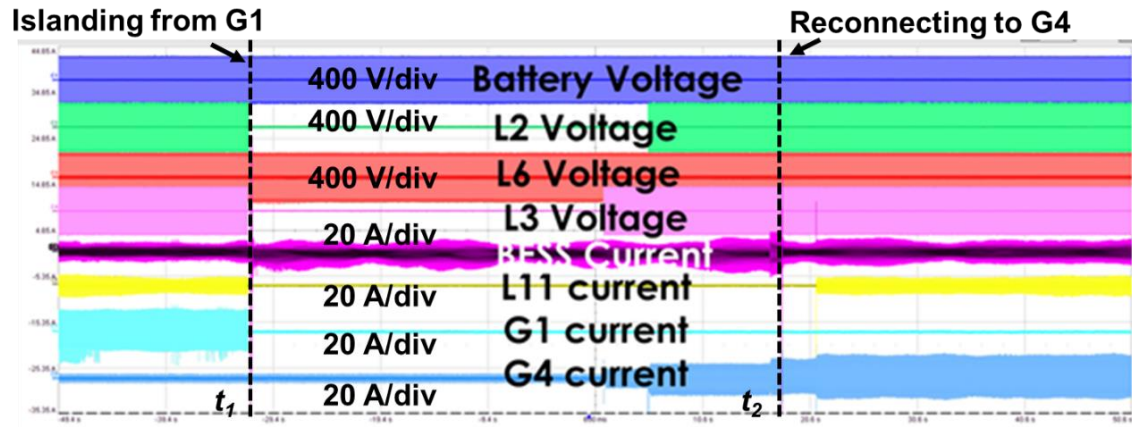 Islanding from G1
Reconnecting to G4
400 V/div Battery Voltage
400 V/div L2 Voltage
400 V/div L6 Voltage
L3 Voltage
20 A/div BESS Current
20 A/div L11 current
20 A/div G1 current
20 A/div G4 current
t1 t2